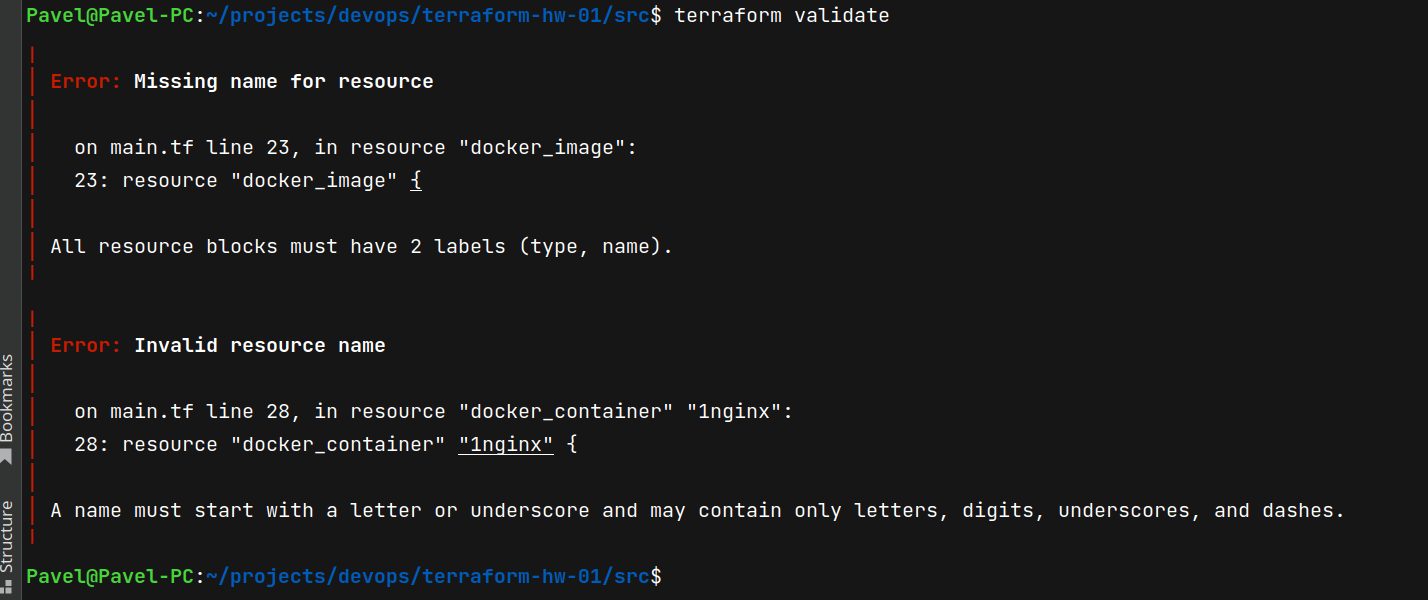 Pavel@Pavel-PC:~/projects/devops/terraform-hw-01/src$ terraform validate
Error: Missing name for resource
on main.tf line 23, in resource "docker_image":
23: resource "docker_image" {
All resource blocks must have 2 labels (type, name).
Error: Invalid resource name
on main.tf line 28, in resource "docker_container" "1nginx":
28: resource "docker_container" "1nginx" {
A name must start with a letter or underscore and may contain only letters, digits, underscores, and dashes.
Pavel@Pavel-PC:~/projects/devops/terraform-hw-01/src$
Bookmarks
Structure